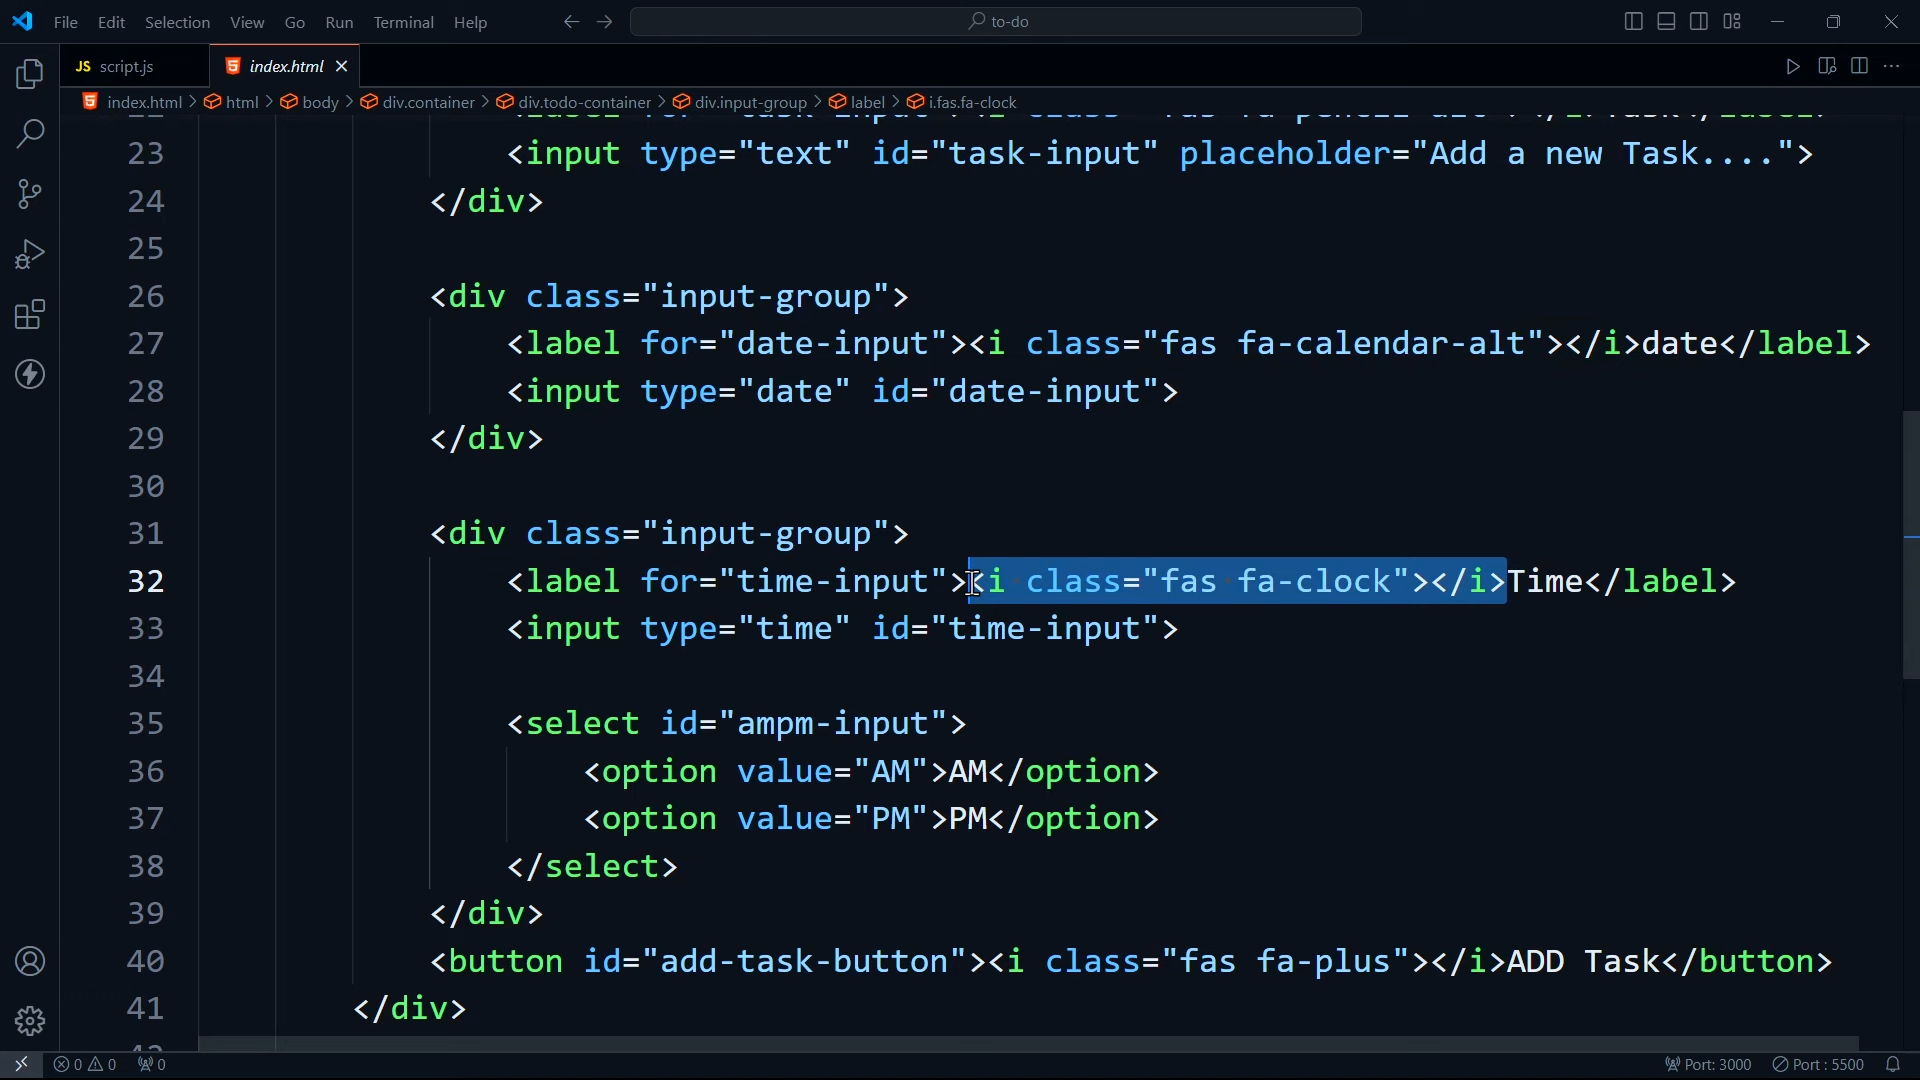 File Edit Selection View Go Run Terminal Help
to-do
JS script.js
index.html
index.html > html > body > div.container > div.todo-container > div.input-group > label > i.fas.fa-clock
23 <input type="text" id="task-input" placeholder="Add a new Task....">
24 </div>
25
26 <div class="input-group">
27 <label for="date-input"><i class="fas fa-calendar-alt"></i>date</label>
28 <input type="date" id="date-input">
29 </div>
30
31 <div class="input-group">
32 <label for="time-input"><i class="fas fa-clock"></i>Time</label>
33 <input type="time" id="time-input">
34
35 <select id="ampm-input">
36 <option value="AM">AM</option>
37 <option value="PM">PM</option>
38 </select>
39 </div>
40 <button id="add-task-button"><i class="fas fa-plus"></i>ADD Task</button>
41 </div>
0 0 0 Port: 3000 Port : 5500